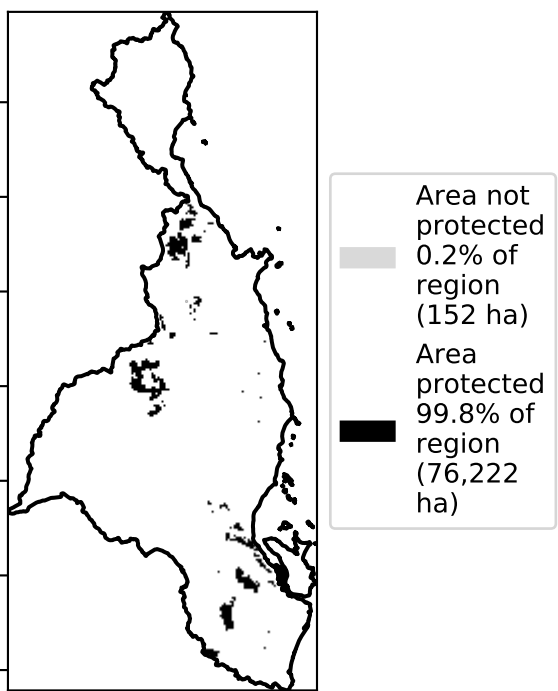 Area not
protected
0.2% of
region
(152 ha)
Area
protected
99.8% of
region
(76,222
ha)